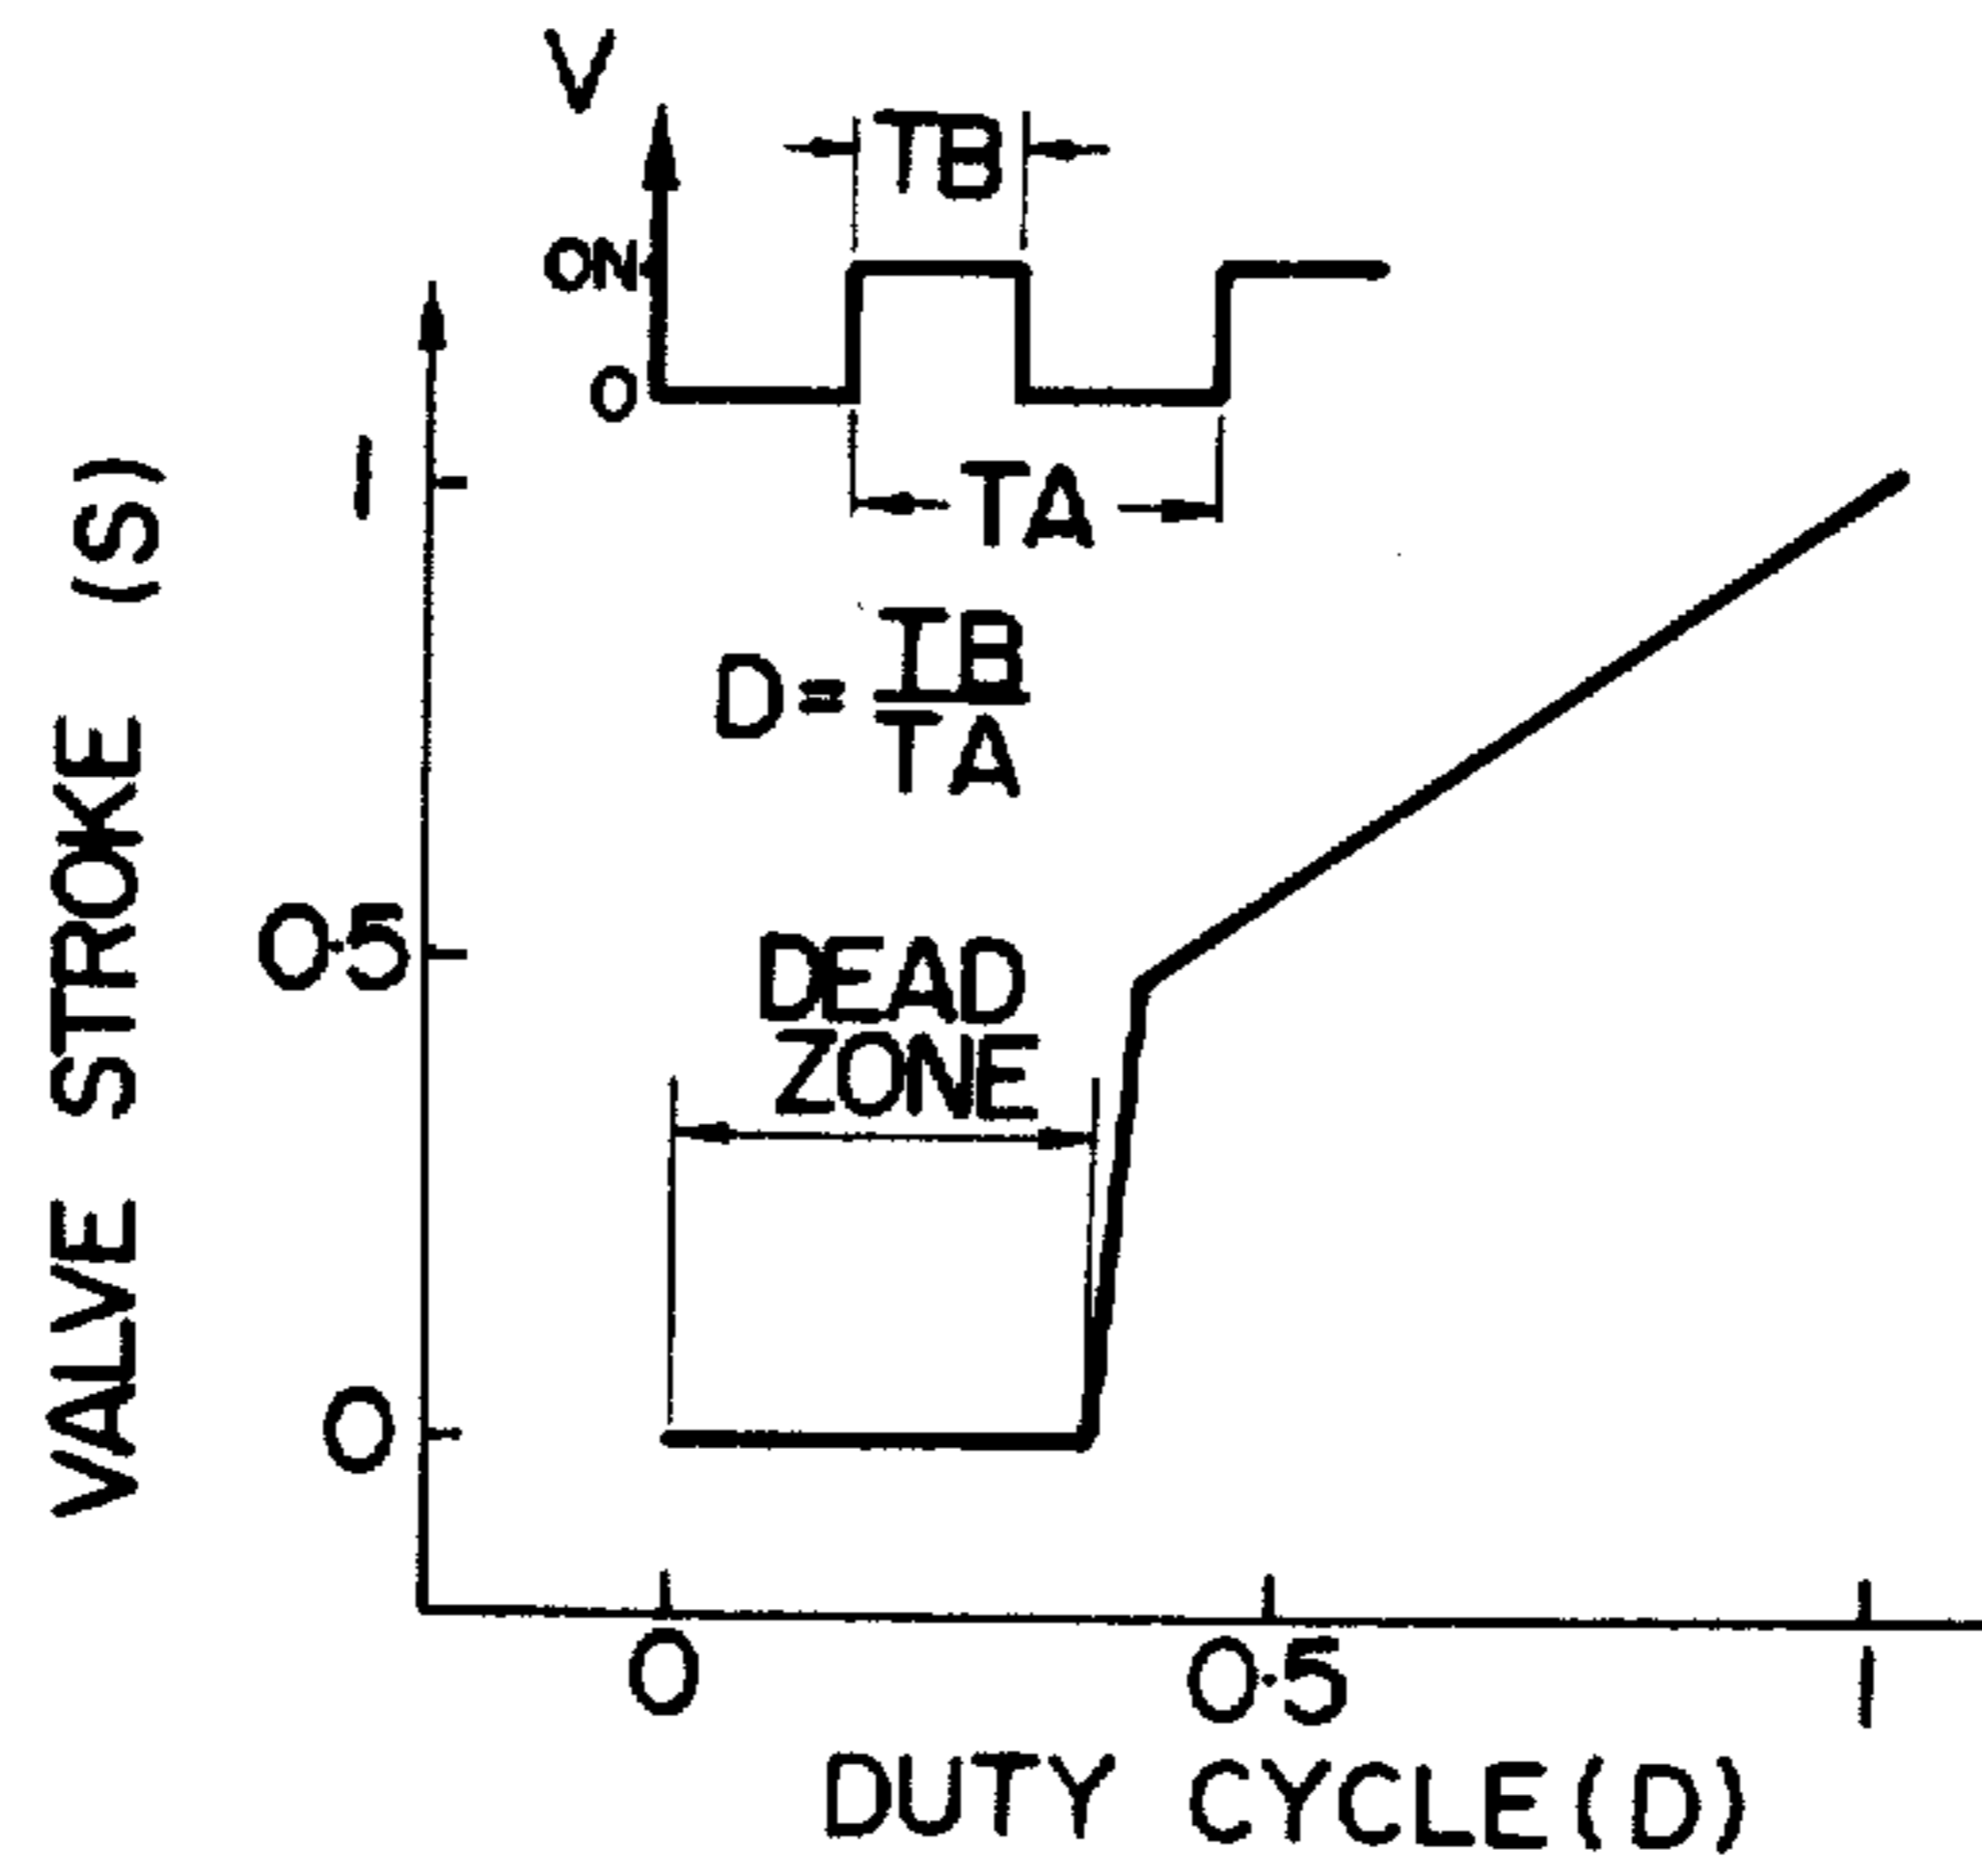 V
TB
ON
O
TA
D=TB/TA
1
0·5
0
VALVE STROKE (S)
DEAD
ZONE
0
0·5
1
DUTY CYCLE(D)